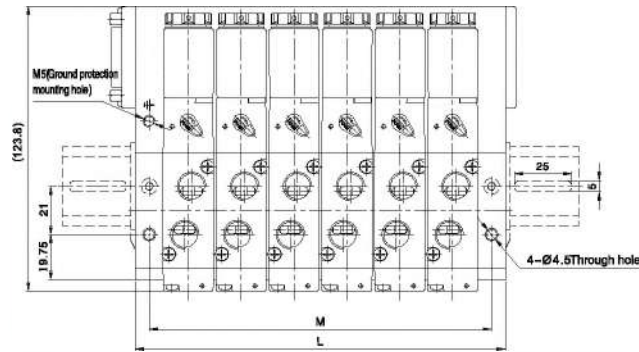 M5(Ground protection
mounting hole)
(123.8)
21
19.75
25
5
4-Ø4.5Through hole
M
L